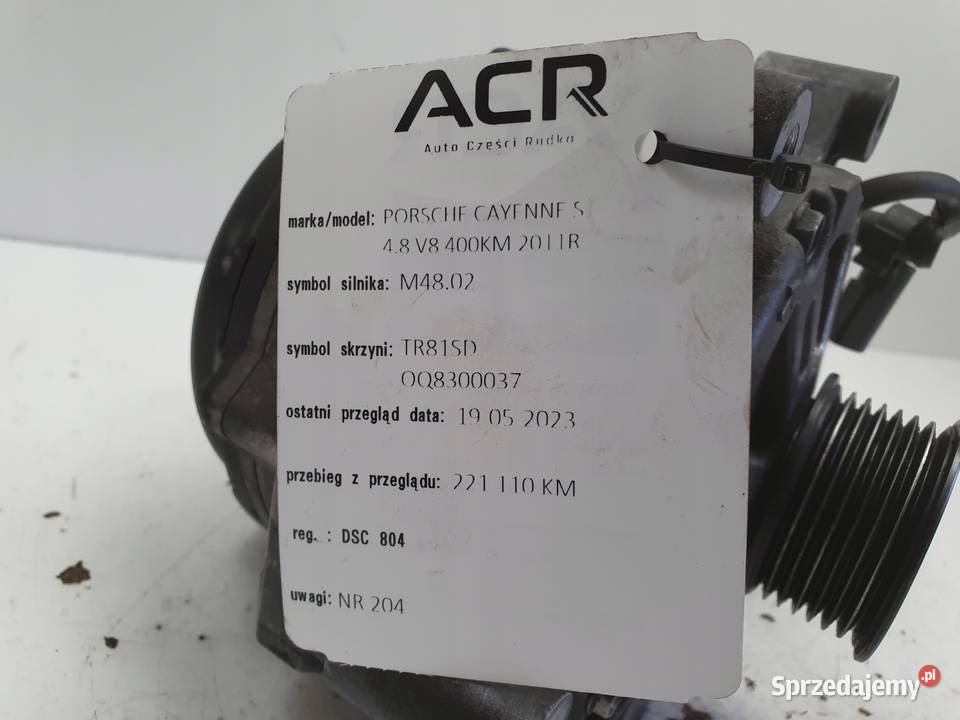 ACR
Auto Części Rudko
marka/model: PORSCHE CAYENNE S
4.8 V8 400KM 2011R
symbol silnika: M48.02
symbol skrzyni: TR81SD
OQ8300037
ostatni przegląd data: 19 05 2023
przebieg z przeglądu: 221 110 KM
reg. : DSC 804
uwagi: NR 204
Sprzedajemy.pl